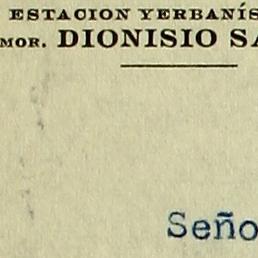 ESTACION YERBANÍS
MOR. DIONISIO SA
Seño